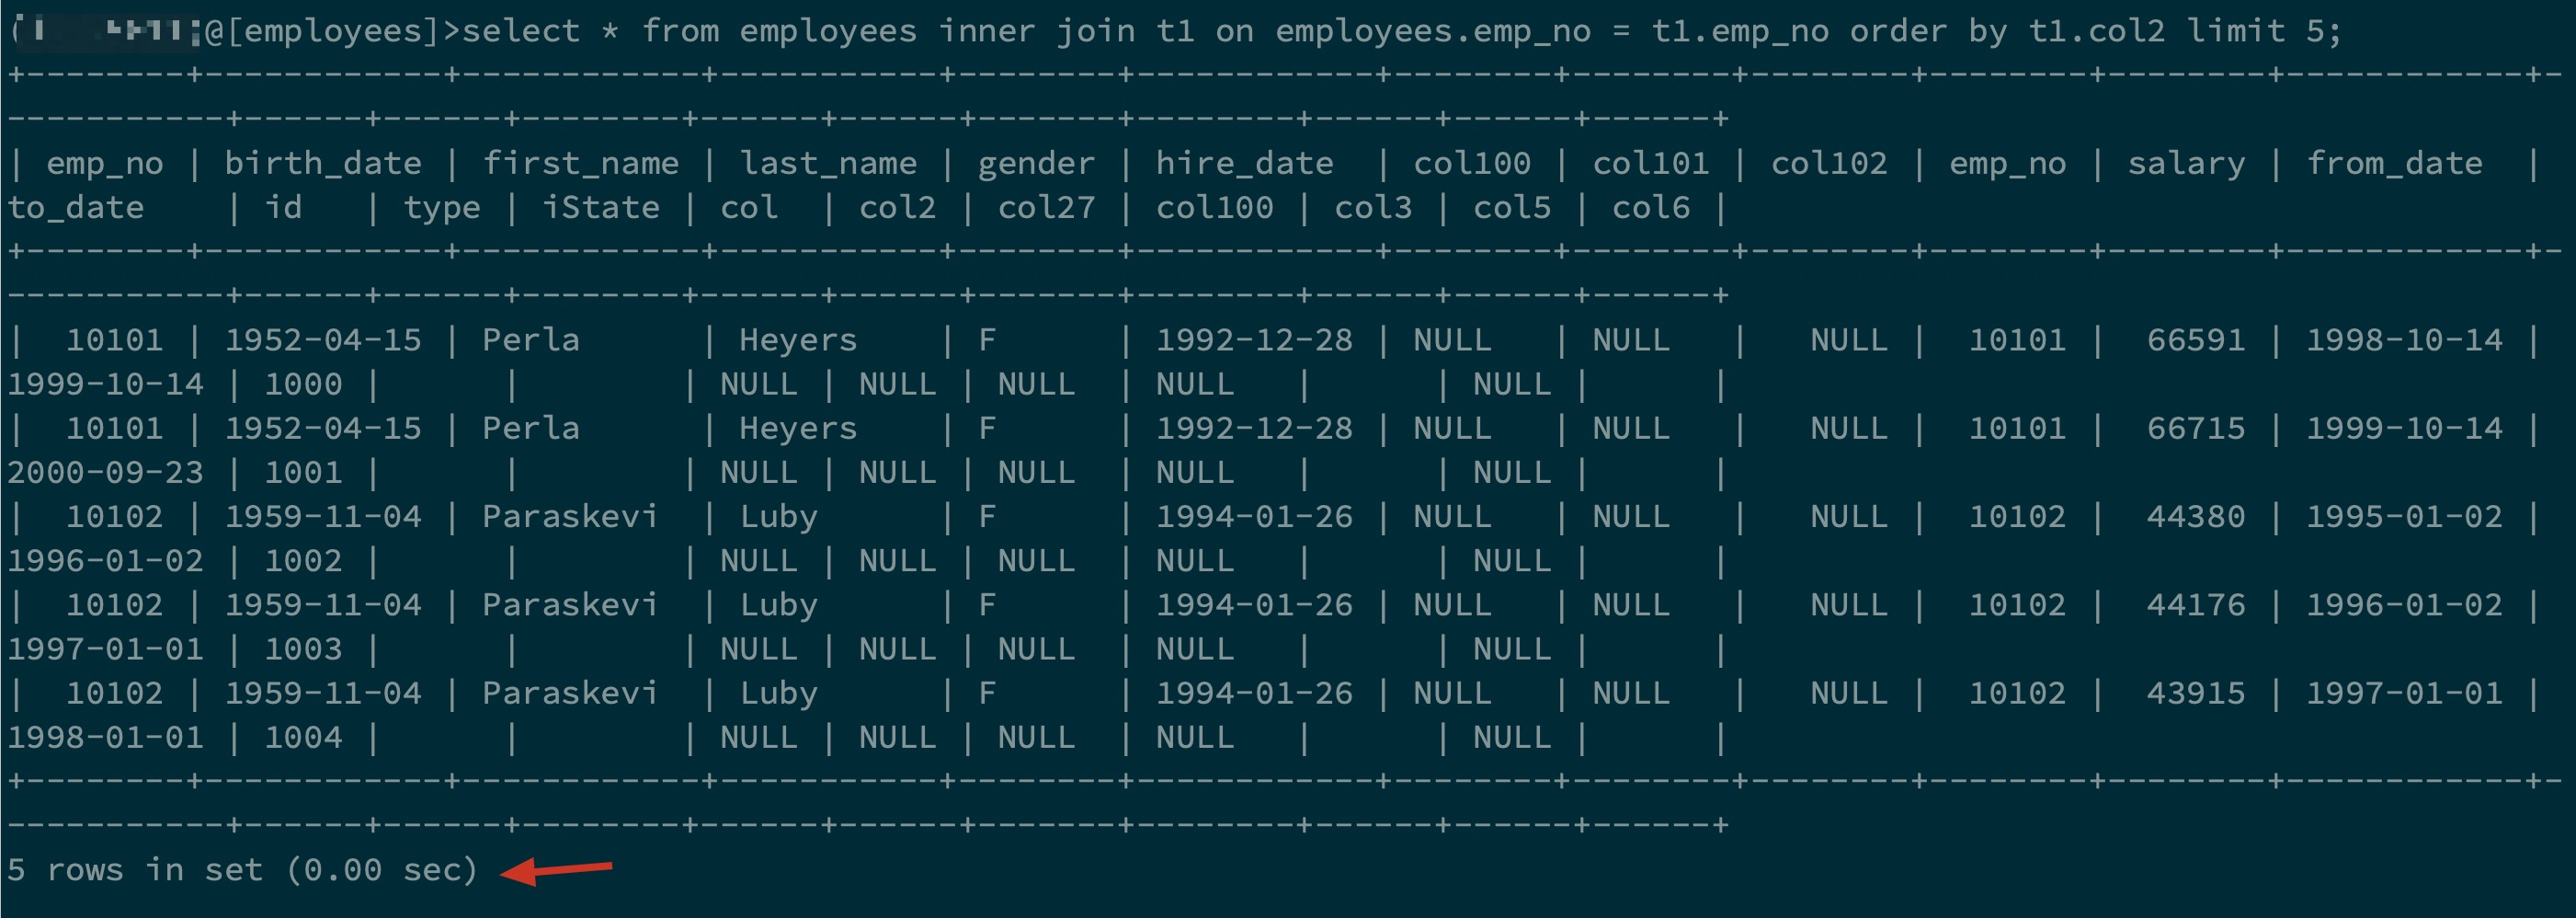 @[employees]>select * from employees inner join t1 on employees.emp_no = t1.emp_no order by t1.col2 limit 5;
+--------+------------+------------+-----------+--------+------------+--------+--------+--------+--------+--------+------------+-
-----------+------+------+--------+------+------+-------+--------+------+------+------+
| emp_no | birth_date | first_name | last_name | gender | hire_date  | col100 | col101 | col102 | emp_no | salary | from_date  |
to_date    | id   | type | iState | col  | col2 | col27 | col100 | col3 | col5 | col6 |
+--------+------------+------------+-----------+--------+------------+--------+--------+--------+--------+--------+------------+-
-----------+------+------+--------+------+------+-------+--------+------+------+------+
|  10101 | 1952-04-15 | Perla      | Heyers    | F      | 1992-12-28 | NULL   | NULL   |   NULL |  10101 |  66591 | 1998-10-14 |
1999-10-14 | 1000 |      |        | NULL | NULL | NULL  | NULL   |      | NULL |      |
|  10101 | 1952-04-15 | Perla      | Heyers    | F      | 1992-12-28 | NULL   | NULL   |   NULL |  10101 |  66715 | 1999-10-14 |
2000-09-23 | 1001 |      |        | NULL | NULL | NULL  | NULL   |      | NULL |      |
|  10102 | 1959-11-04 | Paraskevi  | Luby      | F      | 1994-01-26 | NULL   | NULL   |   NULL |  10102 |  44380 | 1995-01-02 |
1996-01-02 | 1002 |      |        | NULL | NULL | NULL  | NULL   |      | NULL |      |
|  10102 | 1959-11-04 | Paraskevi  | Luby      | F      | 1994-01-26 | NULL   | NULL   |   NULL |  10102 |  44176 | 1996-01-02 |
1997-01-01 | 1003 |      |        | NULL | NULL | NULL  | NULL   |      | NULL |      |
|  10102 | 1959-11-04 | Paraskevi  | Luby      | F      | 1994-01-26 | NULL   | NULL   |   NULL |  10102 |  43915 | 1997-01-01 |
1998-01-01 | 1004 |      |        | NULL | NULL | NULL  | NULL   |      | NULL |      |
+--------+------------+------------+-----------+--------+------------+--------+--------+--------+--------+--------+------------+-
-----------+------+------+--------+------+------+-------+--------+------+------+------+
5 rows in set (0.00 sec)